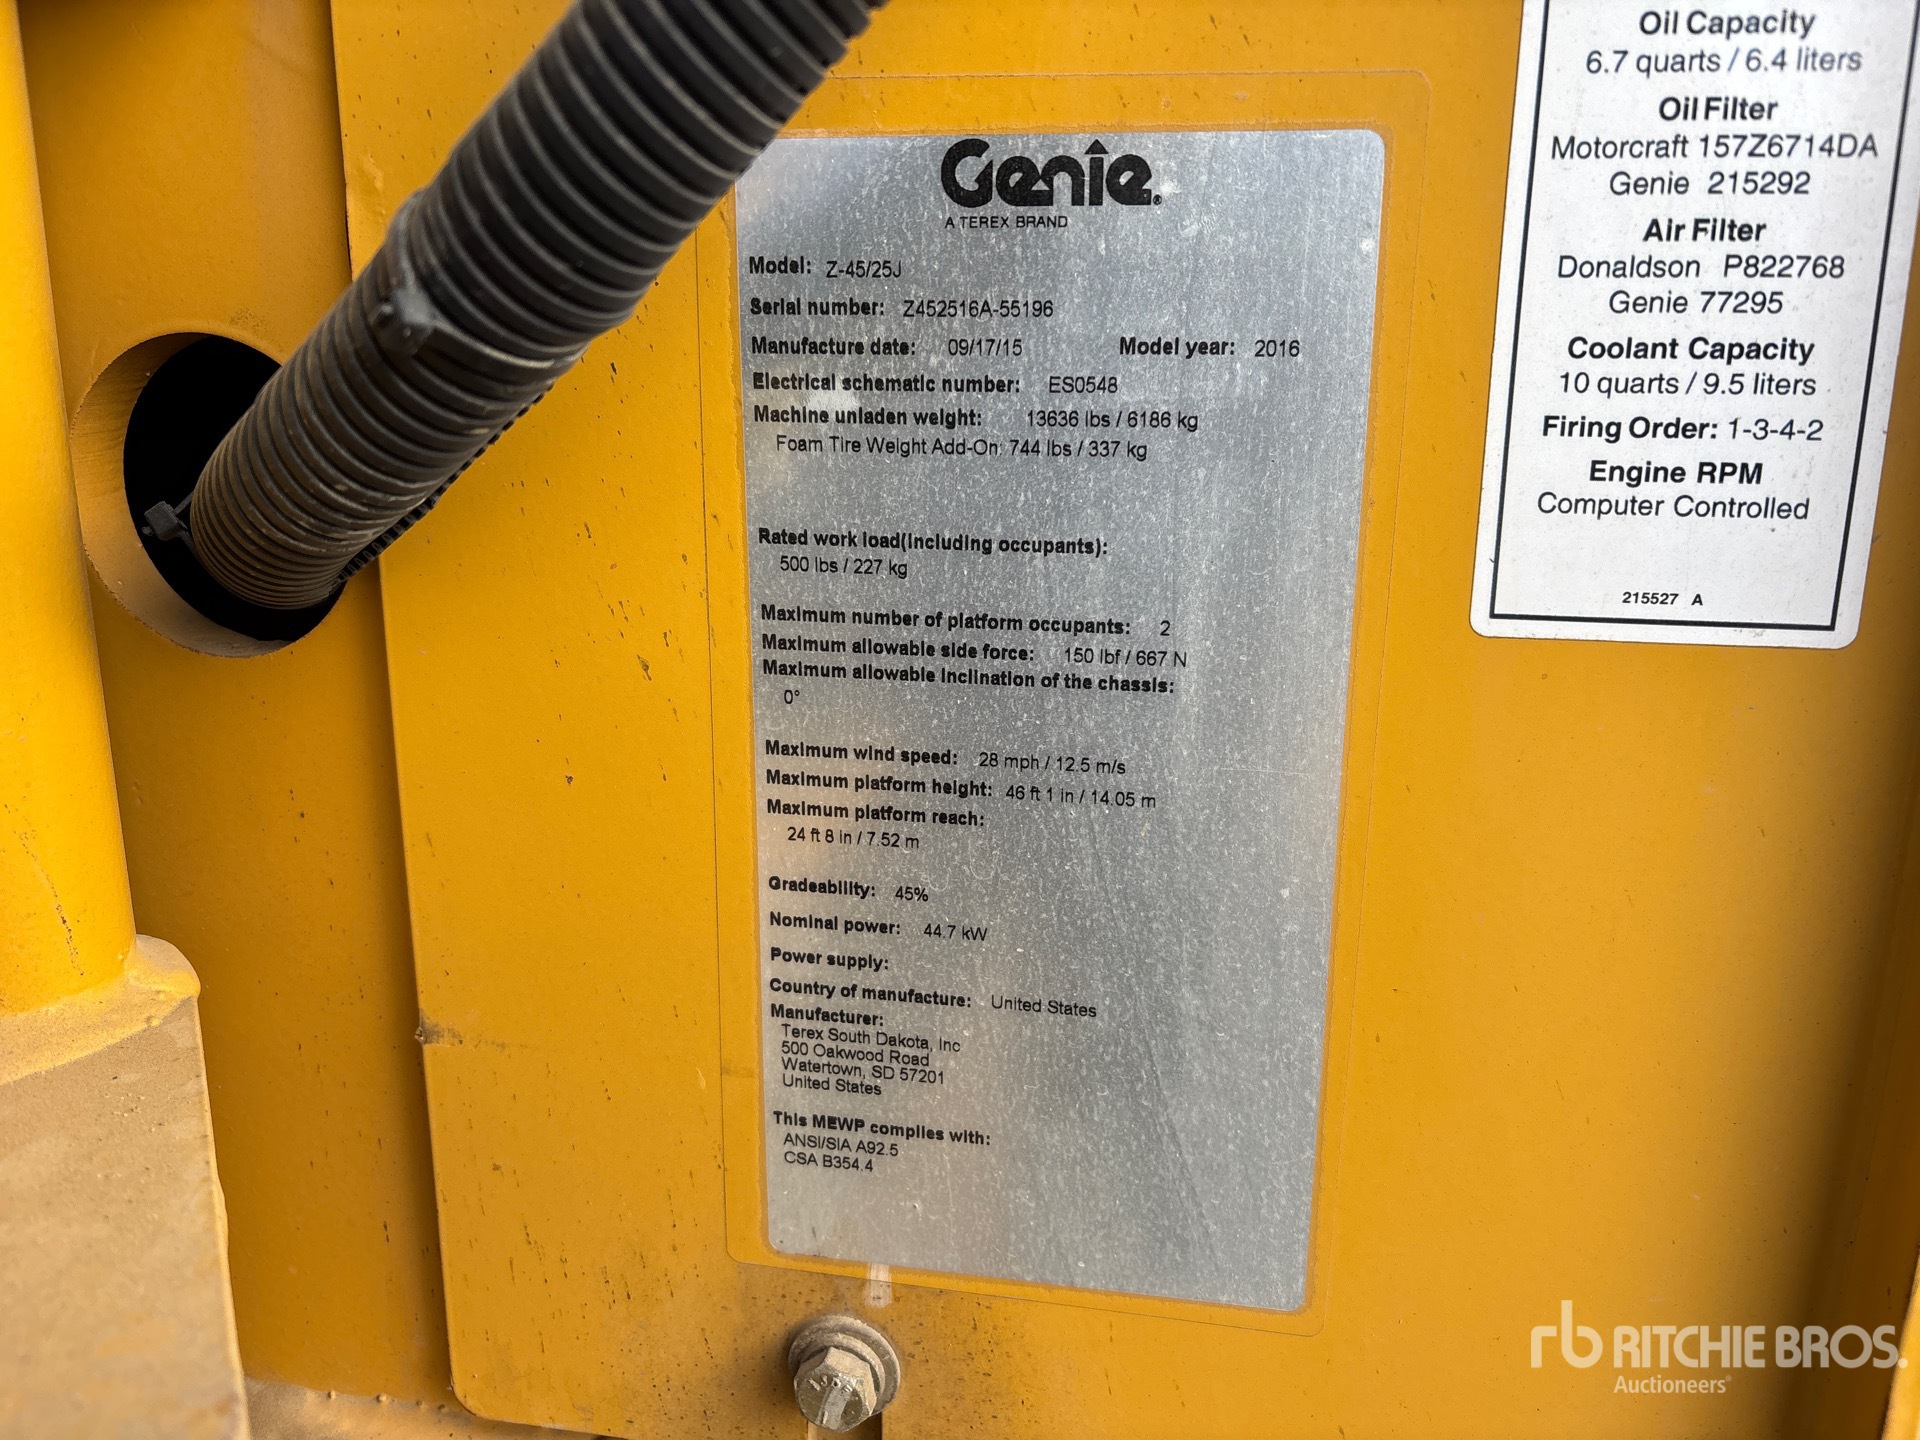 Genie®
A TEREX BRAND
Model: Z-45/25J
Serial number: Z452516A-55196
Manufacture date: 09/17/15 Model year: 2016
Electrical schematic number: ES0548
Machine unladen weight: 13636 lbs / 6186 kg
Foam Tire Weight Add-On: 744 lbs / 337 kg
Rated work load(including occupants):
500 lbs / 227 kg
Maximum number of platform occupants: 2
Maximum allowable side force: 150 lbf / 667 N
Maximum allowable inclination of the chassis:
0°
Maximum wind speed: 28 mph / 12.5 m/s
Maximum platform height: 46 ft 1 in / 14.05 m
Maximum platform reach:
24 ft 8 in / 7.52 m
Gradeability: 45%
Nominal power: 44.7 kW
Power supply:
Country of manufacture: United States
Manufacturer:
Terex South Dakota, Inc
500 Oakwood Road
Watertown, SD 57201
United States
This MEWP complies with:
ANSI/SIA A92.5
CSA B354.4
Oil Capacity
6.7 quarts / 6.4 liters
Oil Filter
Motorcraft 157Z6714DA
Genie 215292
Air Filter
Donaldson P822768
Genie 77295
Coolant Capacity
10 quarts / 9.5 liters
Firing Order: 1-3-4-2
Engine RPM
Computer Controlled
215527 A
rb RITCHIE BROS.
Auctioneers